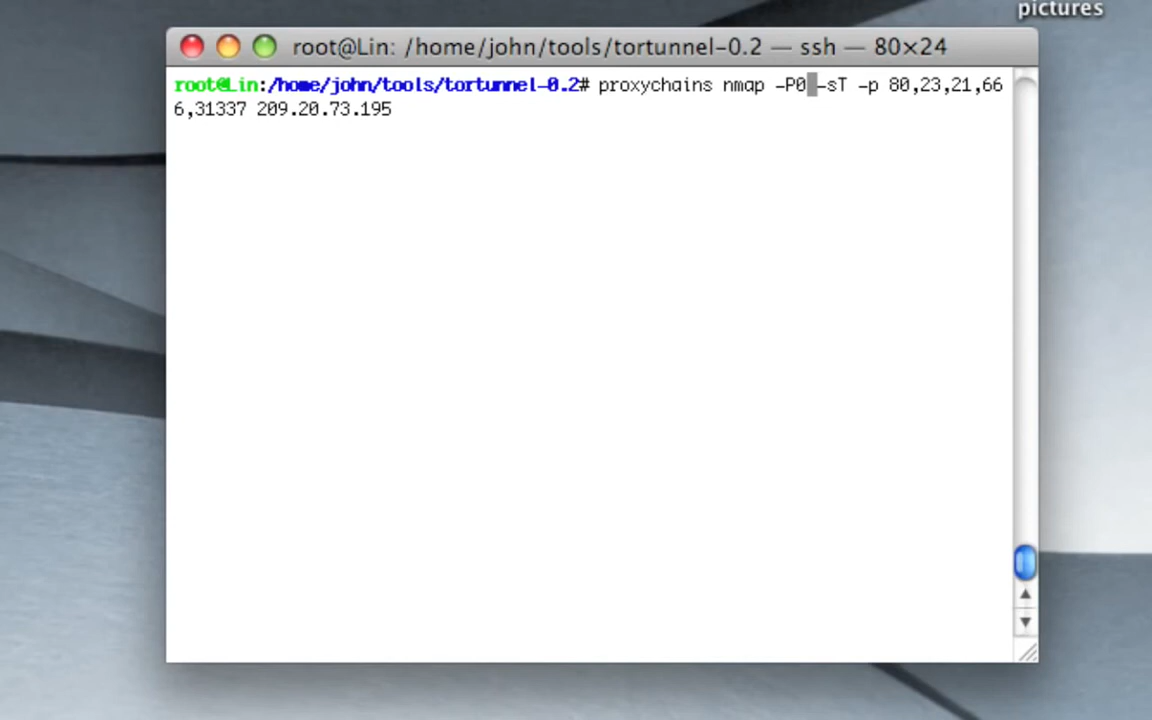 pictures
root@Lin: /home/john/tools/tortunnel-0.2 — ssh — 80×24
root@Lin:/home/john/tools/tortunnel-0.2# proxychains nmap -P0 -sT -p 80,23,21,66
6,31337 209.20.73.195